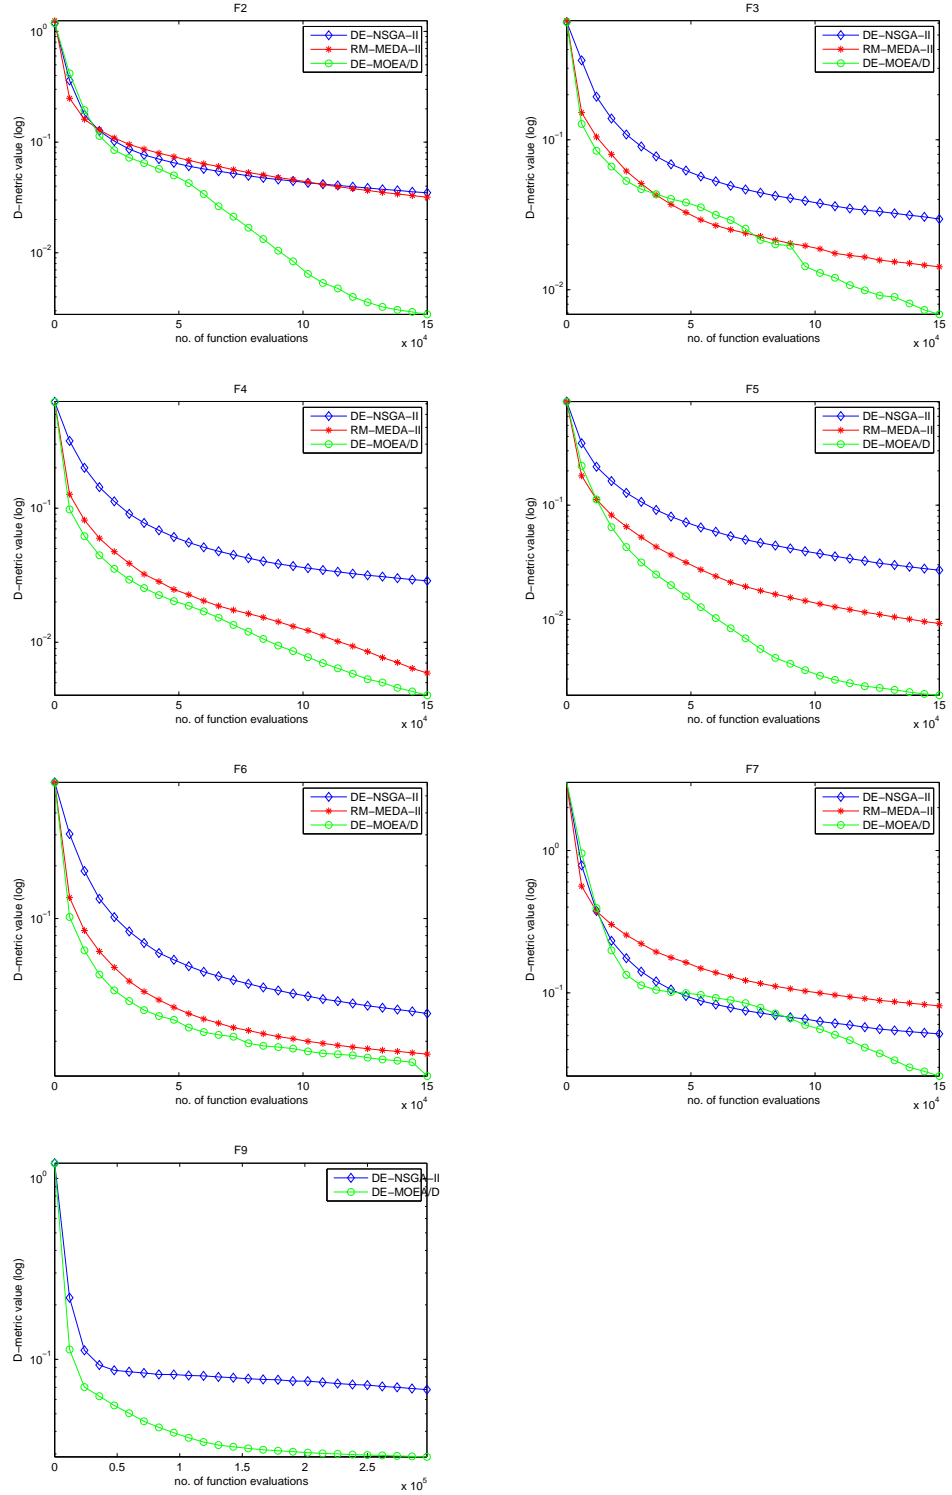 F2
D−metric value (log)
10^0
10^−1
10^−2
DE−NSGA−II
RM−MEDA−II
DE−MOEA/D
0 5 10 15
x 10^4
no. of function evaluations
F3
D−metric value (log)
10^−1
10^−2
DE−NSGA−II
RM−MEDA−II
DE−MOEA/D
0 5 10 15
x 10^4
no. of function evaluations
F4
D−metric value (log)
10^−1
10^−2
DE−NSGA−II
RM−MEDA−II
DE−MOEA/D
0 5 10 15
x 10^4
no. of function evaluations
F5
D−metric value (log)
10^−1
10^−2
DE−NSGA−II
RM−MEDA−II
DE−MOEA/D
0 5 10 15
x 10^4
no. of function evaluations
F6
D−metric value (log)
10^−1
DE−NSGA−II
RM−MEDA−II
DE−MOEA/D
0 5 10 15
x 10^4
no. of function evaluations
F7
D−metric value (log)
10^0
10^−1
DE−NSGA−II
RM−MEDA−II
DE−MOEA/D
0 5 10 15
x 10^4
no. of function evaluations
F9
D−metric value (log)
10^0
10^−1
DE−NSGA−II
DE−MOEA/D
0 0.5 1 1.5 2 2.5
x 10^5
no. of function evaluations